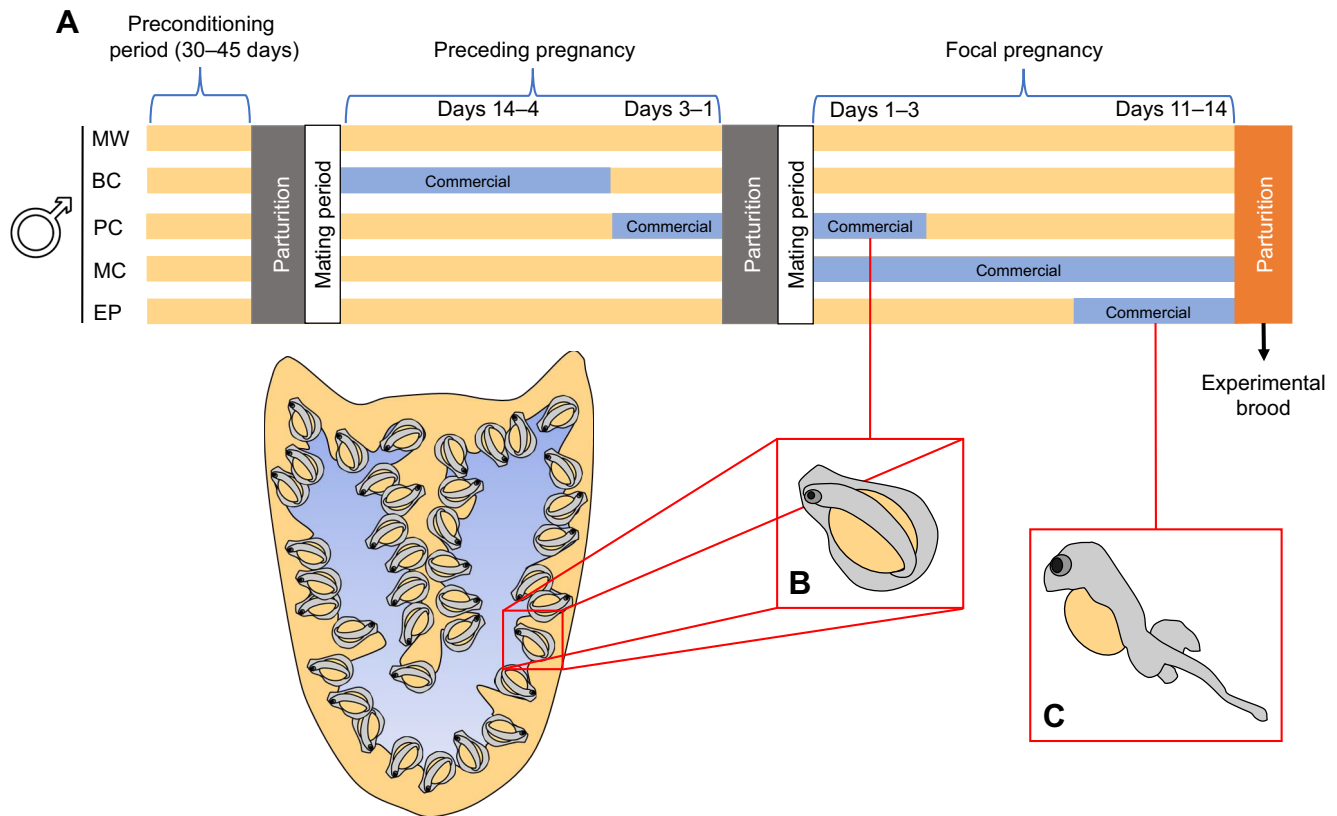 A
Preconditioning
period (30–45 days)
Preceding pregnancy
Focal pregnancy
Days 14–4
Days 3–1
Days 1–3
Days 11–14
MW
BC
PC
MC
EP
Commercial
Commercial
Commercial
Commercial
Commercial
Parturition
Mating period
Parturition
Mating period
Parturition
Experimental
brood
B
C